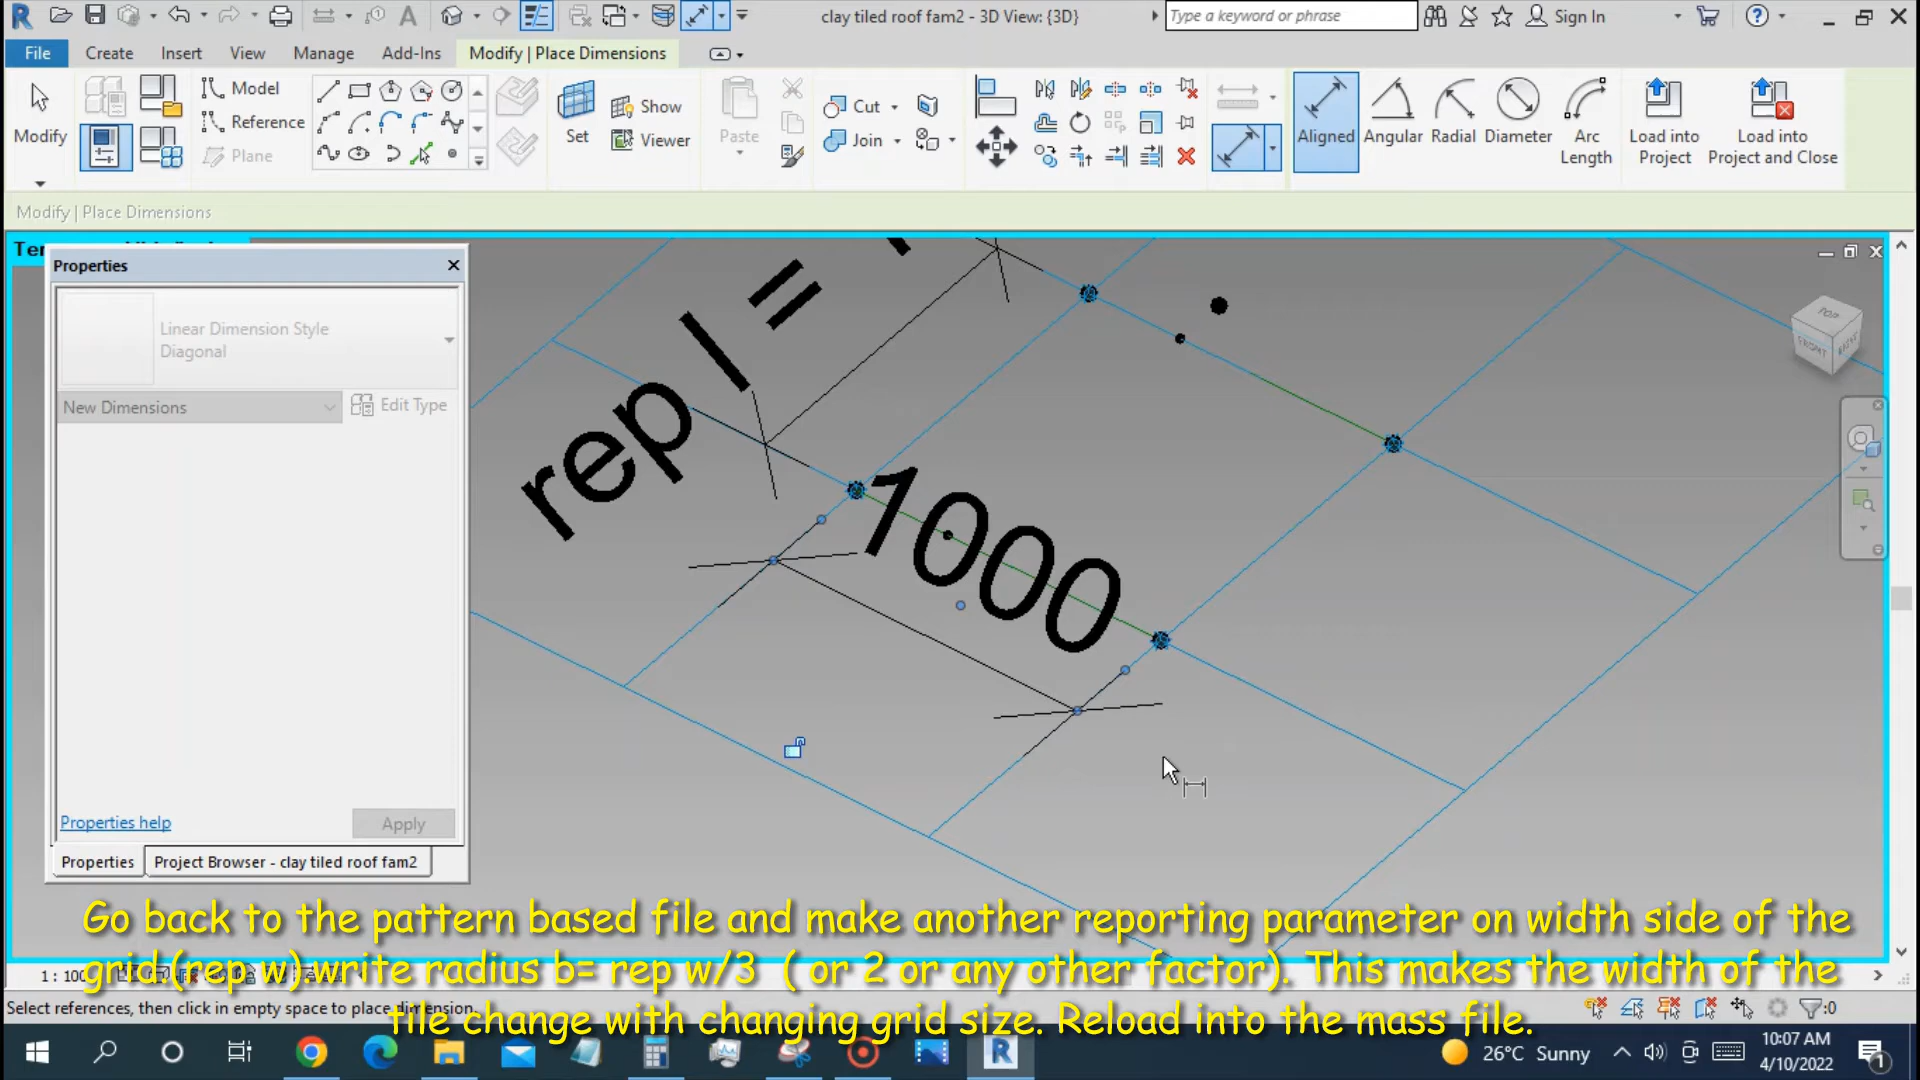 clay tiled roof fam2 - 3D View: {3D}
Type a keyword or phrase
Sign In
File
Create
Insert
View
Manage
Add-Ins
Modify | Place Dimensions
Modify
Model
Reference
Plane
Set
Show
Viewer
Paste
Cut
Join
Aligned
Angular
Radial
Diameter
Arc
Length
Load into
Project
Load into
Project and Close
Modify | Place Dimensions
Properties
Linear Dimension Style
Diagonal
New Dimensions
Edit Type
Properties help
Apply
Properties
Project Browser - clay tiled roof fam2
rep l =
1000
TOP
FRONT
Go back to the pattern based file and make another reporting parameter on width side of the
grid (rep w) write radius b= rep w/3 ( or 2 or any other factor). This makes the width of the
tile change with changing grid size. Reload into the mass file.
1 : 100
Select references, then click in empty space to place dimension.
:0
26°C Sunny
10:07 AM
4/10/2022
1